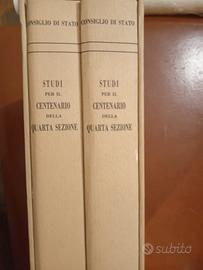 CONSIGLIO DI STATO
STUDI
PER IL
CENTENARIO
DELLA
QUARTA SEZIONE
CONSIGLIO DI STATO
STUDI
PER IL
CENTENARIO
DELLA
QUARTA SEZIONE
subito